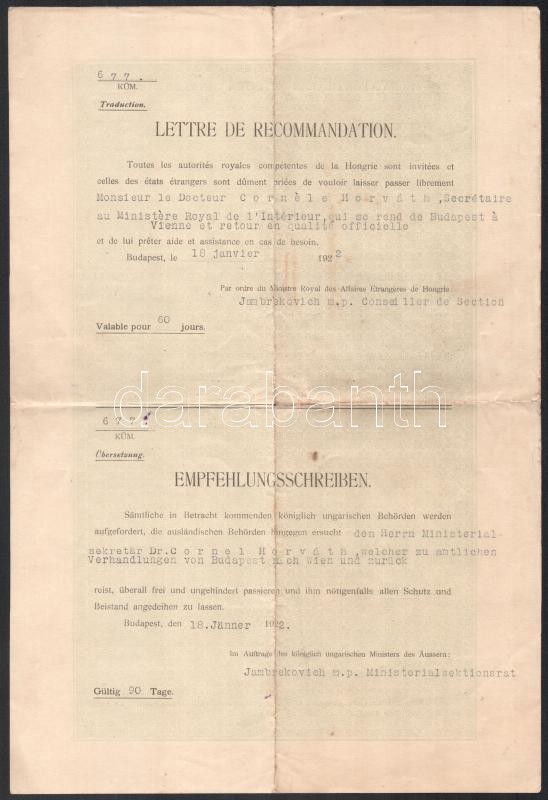 677.
KÜM.
Traduction.
LETTRE DE RECOMMANDATION.
Toutes les autorités royales compétentes de la Hongrie sont invitées et
celles des états étrangers sont dûment priées de vouloir laisser passer librement
Monsieur le Docteur Cornèle Horváth, Secrétaire
au Ministère Royal de l'Intérieur, qui se rend de Budapest à
Vienne et retour en qualité officielle
et de lui prêter aide et assistance en cas de besoin.
Budapest, le 18 janvier 1922
Par ordre du Ministre Royal des Affaires Étrangères de Hongrie:
Jambrekovich m.p. Conseiller de Section
Valable pour 60 jours.
darabanth
677.
KÜM.
Übersetzung.
EMPFEHLUNGSSCHREIBEN.
Sämtliche in Betracht kommenden königlich ungarischen Behörden werden
aufgefordert, die ausländischen Behörden hingegen ersucht den Herrn Ministerial-
sekretär Dr. Cornel Horváth, welcher zu amtlichen
Verhandlungen von Budapest nach Wien und zurück
reist, überall frei und ungehindert passieren und ihm nötigenfalls allen Schutz und
Beistand angedeihen zu lassen.
Budapest, den 18. Jänner 1922.
Im Auftrage des königlich ungarischen Ministers des Äussern:
Jambrekovich m.p. Ministerialsektionsrat
Gültig 90 Tage.